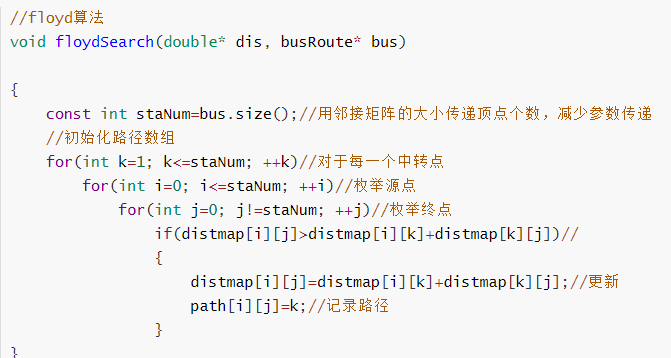 //floyd算法
void floydSearch(double* dis, busRoute* bus)
{
const int staNum=bus.size();//用邻接矩阵的大小传递顶点个数，减少参数传递
//初始化路径数组
for(int k=1; k<=staNum; ++k)//对于每一个中转点
for(int i=0; i<=staNum; ++i)//枚举源点
for(int j=0; j!=staNum; ++j)//枚举终点
if(distmap[i][j]>distmap[i][k]+distmap[k][j])//
{
distmap[i][j]=distmap[i][k]+distmap[k][j];//更新
path[i][j]=k;//记录路径
}
}